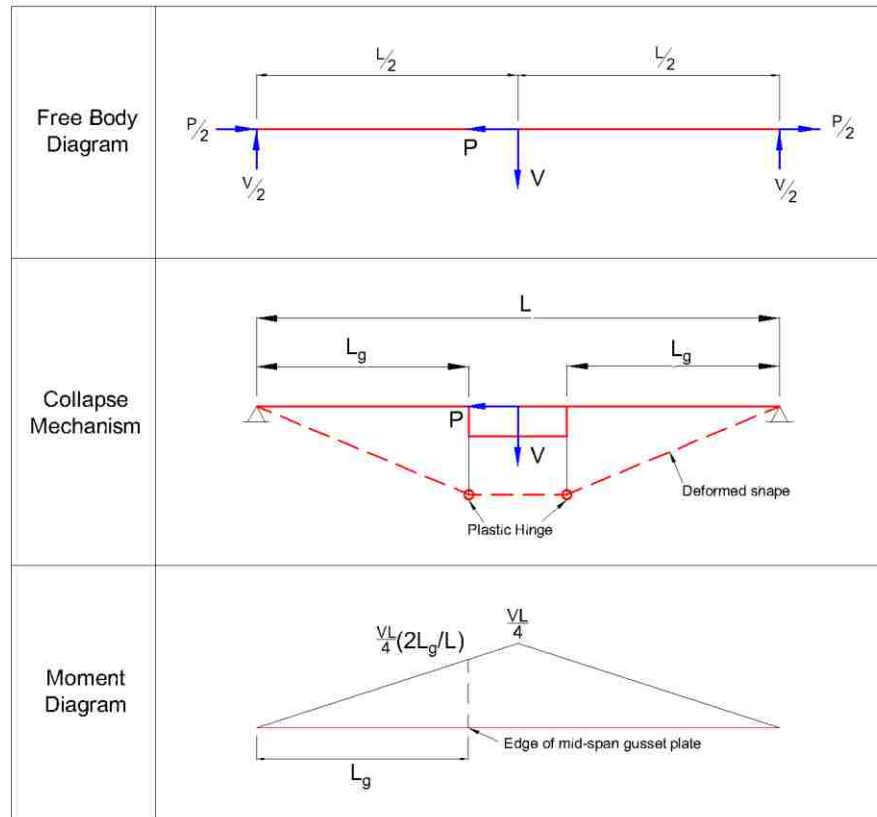 Free Body
Diagram
L/2
L/2
P/2
P/2
P
V
V/2
V/2
Collapse
Mechanism
L
Lg
Lg
P
V
Deformed shape
Plastic Hinge
Moment
Diagram
VL/4(2Lg/L)
VL/4
Edge of mid-span gusset plate
Lg